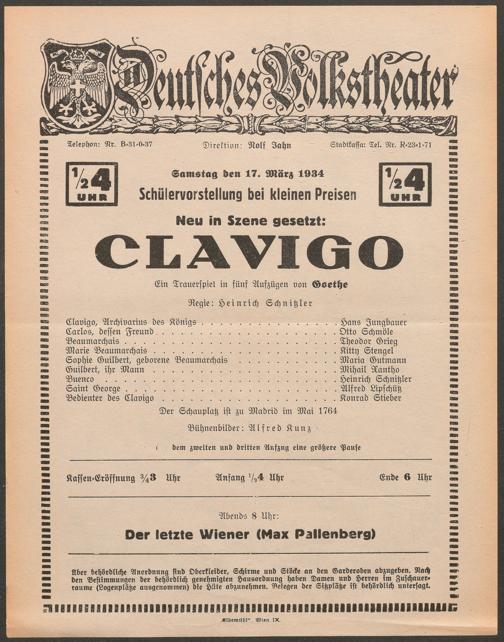 Deutsches Volkstheater
Telephon: Nr. B-31-0-37 Direktion: Rolf Jahn Stadtkassa: Tel. Nr. R-23-1-71
1/2 4 UHR
Samstag den 17. März 1934
1/2 4 UHR
Schülervorstellung bei kleinen Preisen
Neu in Szene gesetzt:
CLAVIGO
Ein Trauerspiel in fünf Aufzügen von Goethe
Regie: Heinrich Schnitzler
Clavigo, Archivarius des Königs . . . Hans Jungbauer
Carlos, dessen Freund . . . Otto Schmöle
Beaumarchais . . . Theodor Grieg
Marie Beaumarchais . . . Kitty Stengel
Sophie Guilbert, geborene Beaumarchais . . . Maria Gutmann
Guilbert, ihr Mann . . . Mihail Xantho
Buenco . . . Heinrich Schnitzler
Saint George . . . Alfred Lipschütz
Bedienter des Clavigo . . . Konrad Stieber
Der Schauplatz ist zu Madrid im Mai 1764
Bühnenbilder: Alfred Kunz
dem zweiten und dritten Aufzug eine größere Pause
Kassen-Eröffnung 3/4 3 Uhr Anfang 1/2 4 Uhr Ende 6 Uhr
Abends 8 Uhr:
Der letzte Wiener (Max Pallenberg)
Über behördliche Anordnung sind Oberkleider, Schirme und Stöcke an den Garderoben abzugeben. Nach
den Bestimmungen der behördlich genehmigten Hausordnung haben Damen und Herren im Zuschauer-
raume (Logenplätze ausgenommen) die Hüte abzunehmen. Belegen der Sitzplätze ist behördlich untersagt.
Wien IX.